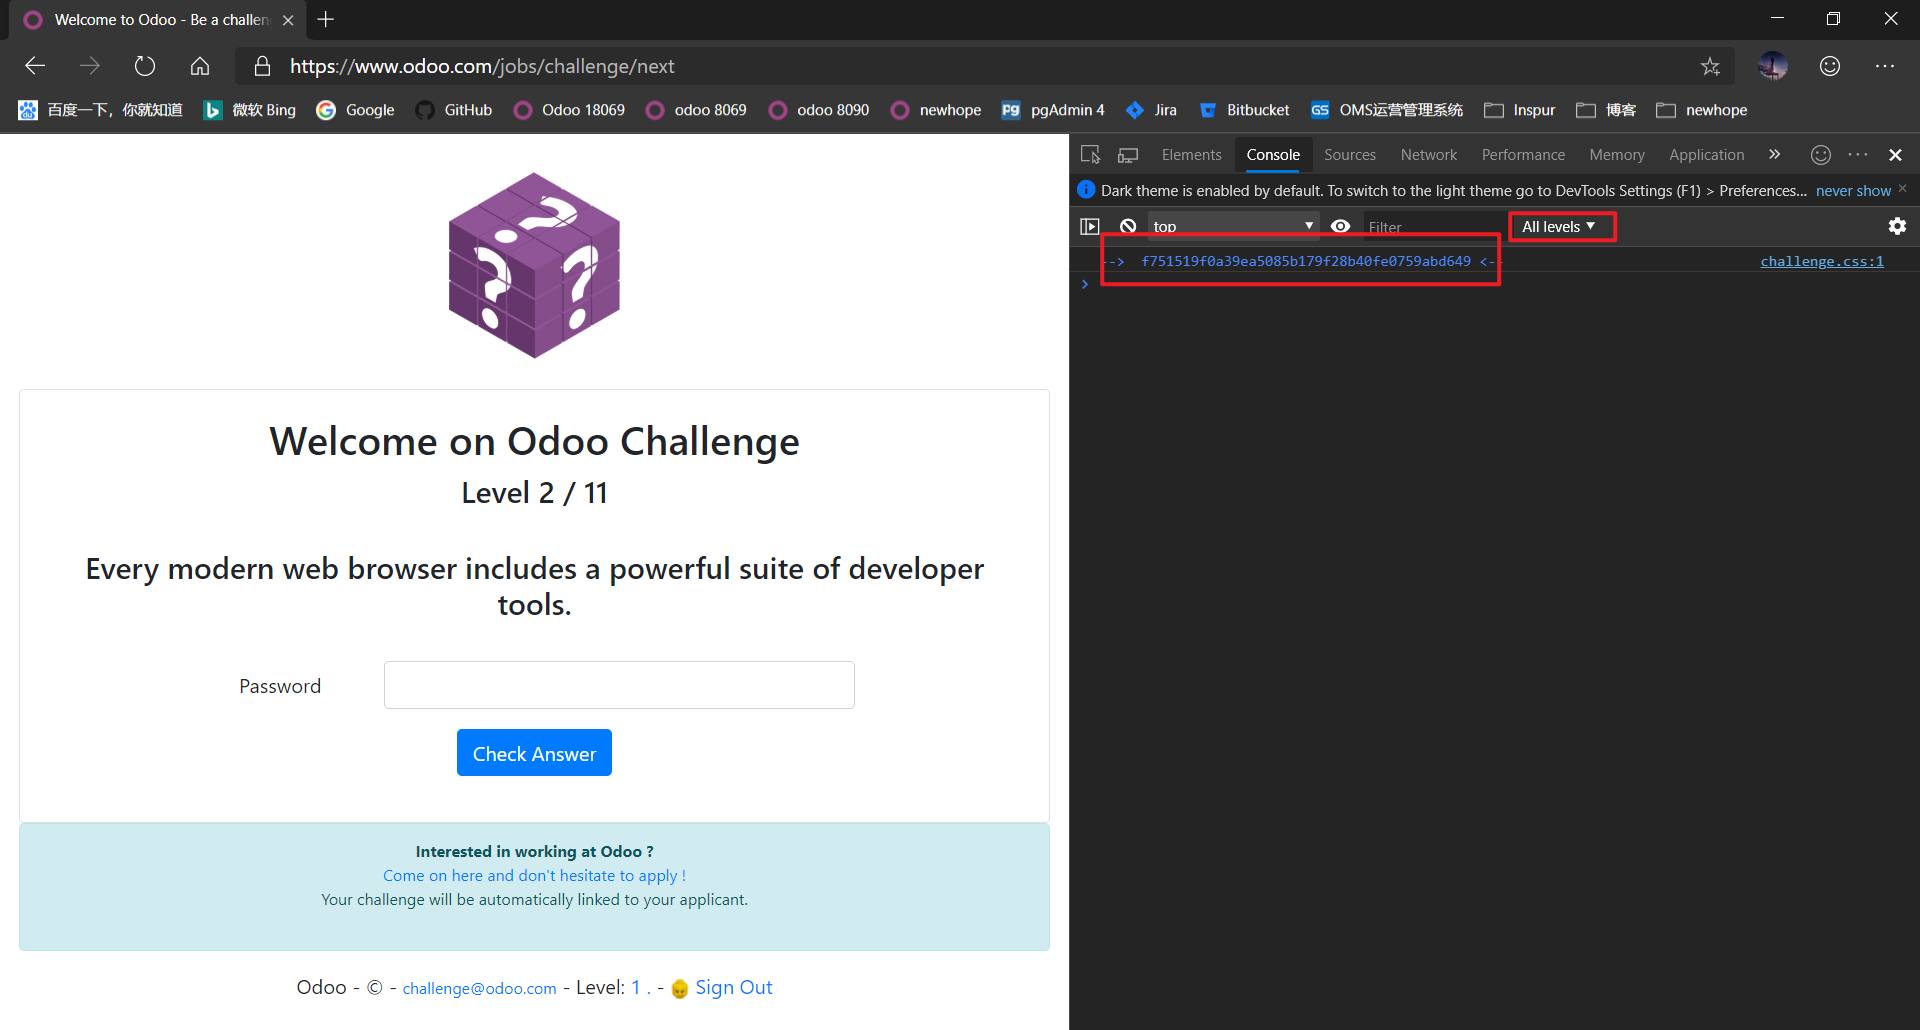 Welcome to Odoo - Be a challen
https://www.odoo.com/jobs/challenge/next
百度一下，你就知道 微软 Bing Google GitHub Odoo 18069 odoo 8069 odoo 8090 newhope pgAdmin 4 Jira Bitbucket OMS运营管理系统 Inspur 博客 newhope
Welcome on Odoo Challenge
Level 2 / 11
Every modern web browser includes a powerful suite of developer
tools.
Password
Check Answer
Interested in working at Odoo ?
Come on here and don't hesitate to apply !
Your challenge will be automatically linked to your applicant.
Odoo - © - challenge@odoo.com - Level: 1 . - Sign Out
Elements Console Sources Network Performance Memory Application
Dark theme is enabled by default. To switch to the light theme go to DevTools Settings (F1) > Preferences... never show
top Filter All levels
--> f751519f0a39ea5085b179f28b40fe0759abd649 <-- challenge.css:1